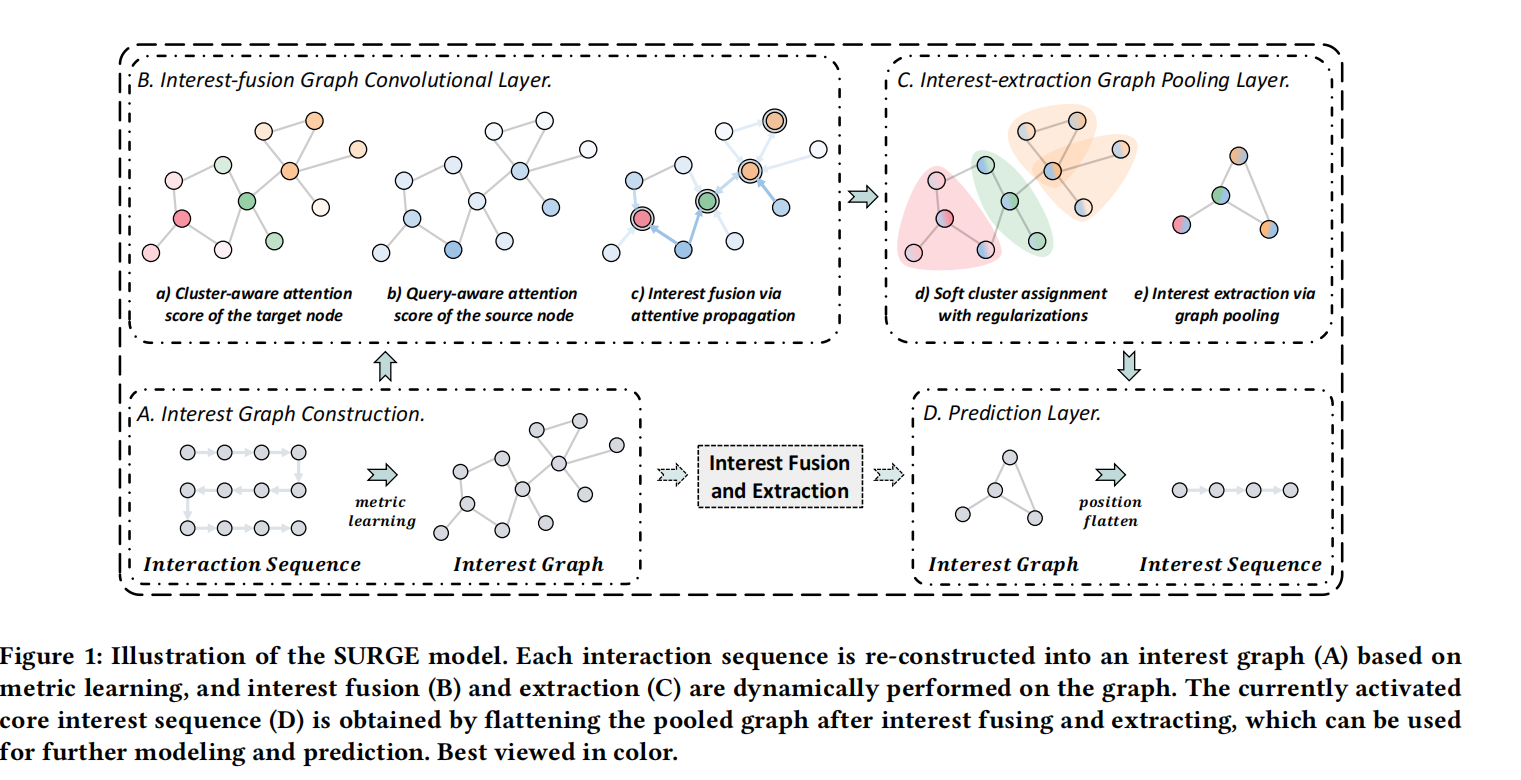 B. Interest-fusion Graph Convolutional Layer.
a) Cluster-aware attention
score of the target node
b) Query-aware attention
score of the source node
c) Interest fusion via
attentive propagation
C. Interest-extraction Graph Pooling Layer.
d) Soft cluster assignment
with regularizations
e) Interest extraction via
graph pooling
A. Interest Graph Construction.
metric
learning
Interaction Sequence
Interest Graph
Interest Fusion
and Extraction
D. Prediction Layer.
position
flatten
Interest Graph
Interest Sequence
Figure 1: Illustration of the SURGE model. Each interaction sequence is re-constructed into an interest graph (A) based on
metric learning, and interest fusion (B) and extraction (C) are dynamically performed on the graph. The currently activated
core interest sequence (D) is obtained by flattening the pooled graph after interest fusing and extracting, which can be used
for further modeling and prediction. Best viewed in color.